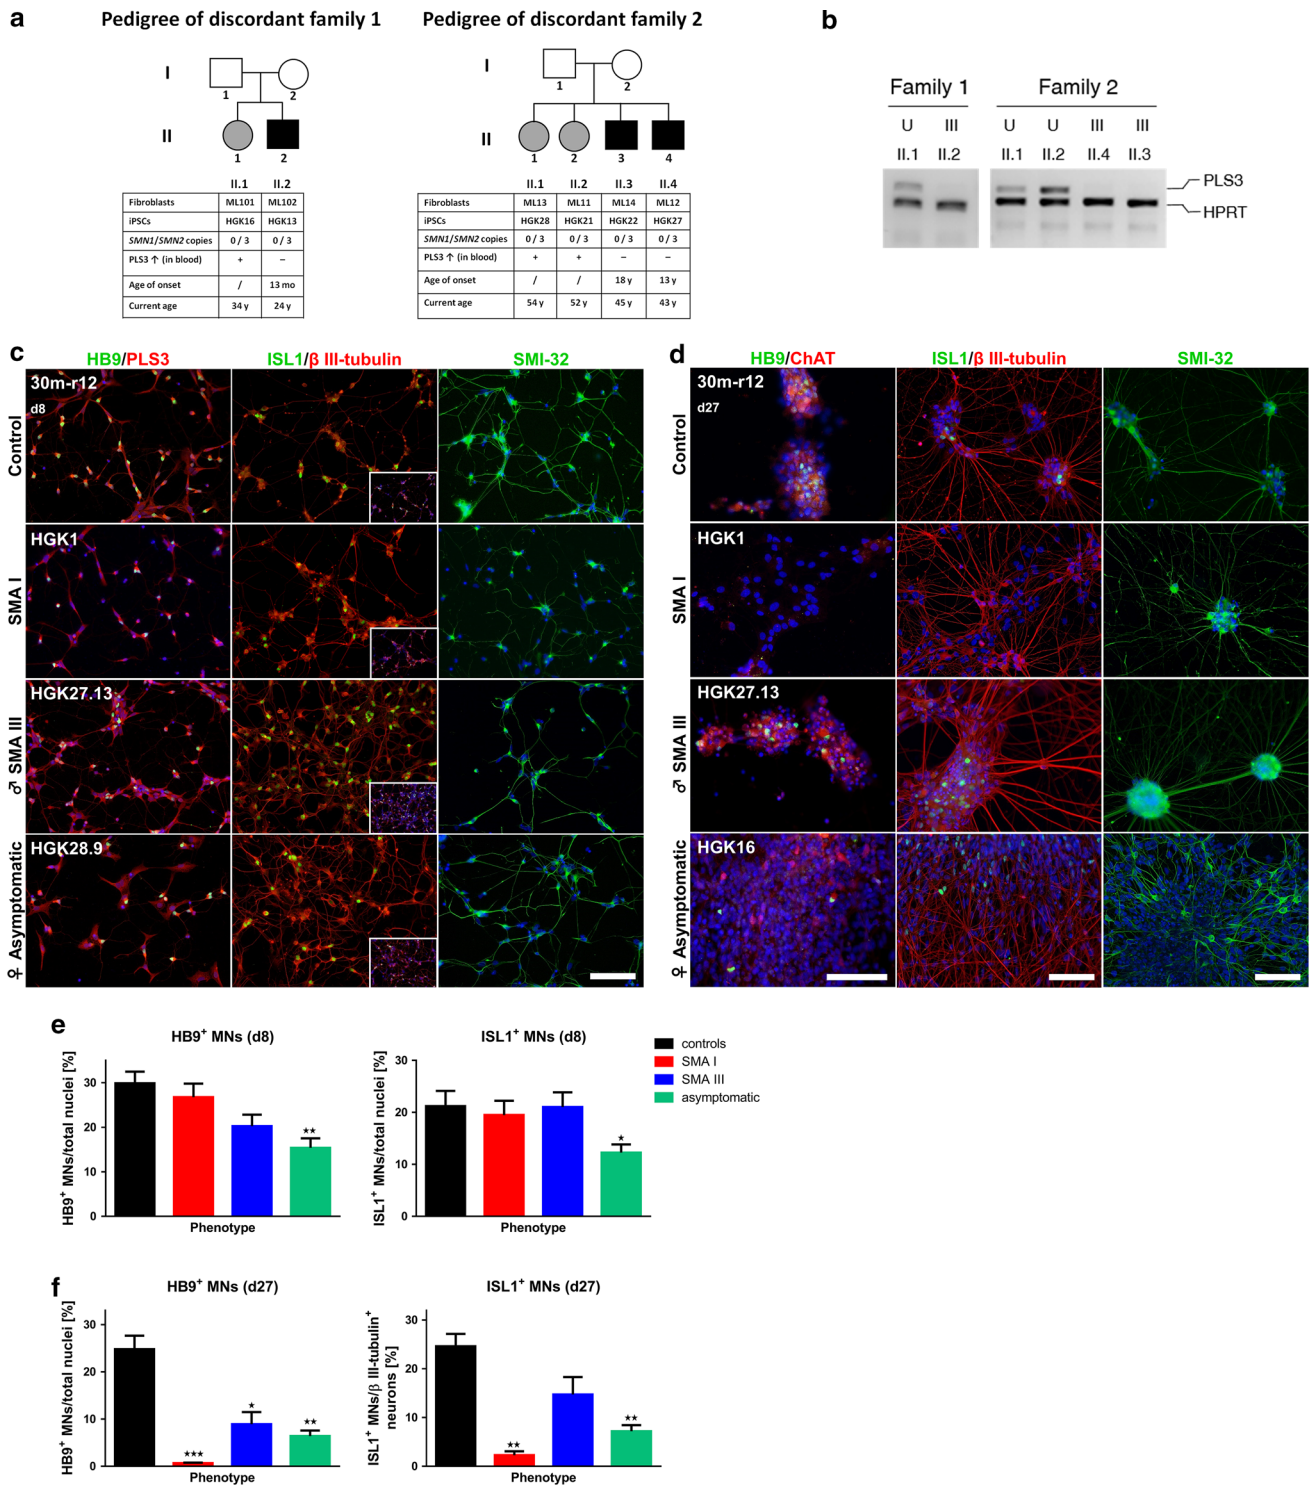 a
Pedigree of discordant family 1
I
1
2
II
1
2
II.1 II.2
Fibroblasts ML101 ML102
iPSCs HGK16 HGK13
SMN1/SMN2 copies 0 / 3 0 / 3
PLS3 ↑ (in blood) + –
Age of onset / 13 mo
Current age 34 y 24 y
Pedigree of discordant family 2
I
1
2
II
1
2
3
4
II.1 II.2 II.3 II.4
Fibroblasts ML13 ML11 ML14 ML12
iPSCs HGK28 HGK21 HGK22 HGK27
SMN1/SMN2 copies 0 / 3 0 / 3 0 / 3 0 / 3
PLS3 ↑ (in blood) + + – –
Age of onset / / 18 y 13 y
Current age 54 y 52 y 45 y 43 y
b
Family 1 Family 2
U III U U III III
II.1 II.2 II.1 II.2 II.4 II.3
PLS3
HPRT
c
HB9/PLS3 ISL1/β III-tubulin SMI-32
Control
30m-r12
d8
SMA I
HGK1
♂ SMA III
HGK27.13
♀ Asymptomatic
HGK28.9
d
HB9/ChAT ISL1/β III-tubulin SMI-32
Control
30m-r12
d27
SMA I
HGK1
♂ SMA III
HGK27.13
♀ Asymptomatic
HGK16
e
HB9⁺ MNs (d8)
HB9⁺ MNs/total nuclei [%]
30
20
10
0
★★
Phenotype
ISL1⁺ MNs (d8)
ISL1⁺ MNs/total nuclei [%]
30
20
10
0
★
Phenotype
controls
SMA I
SMA III
asymptomatic
f
HB9⁺ MNs (d27)
HB9⁺ MNs/total nuclei [%]
30
20
10
0
★★★
★
★★
Phenotype
ISL1⁺ MNs (d27)
ISL1⁺ MNs/β III-tubulin⁺
neurons [%]
30
20
10
0
★★
★★
Phenotype